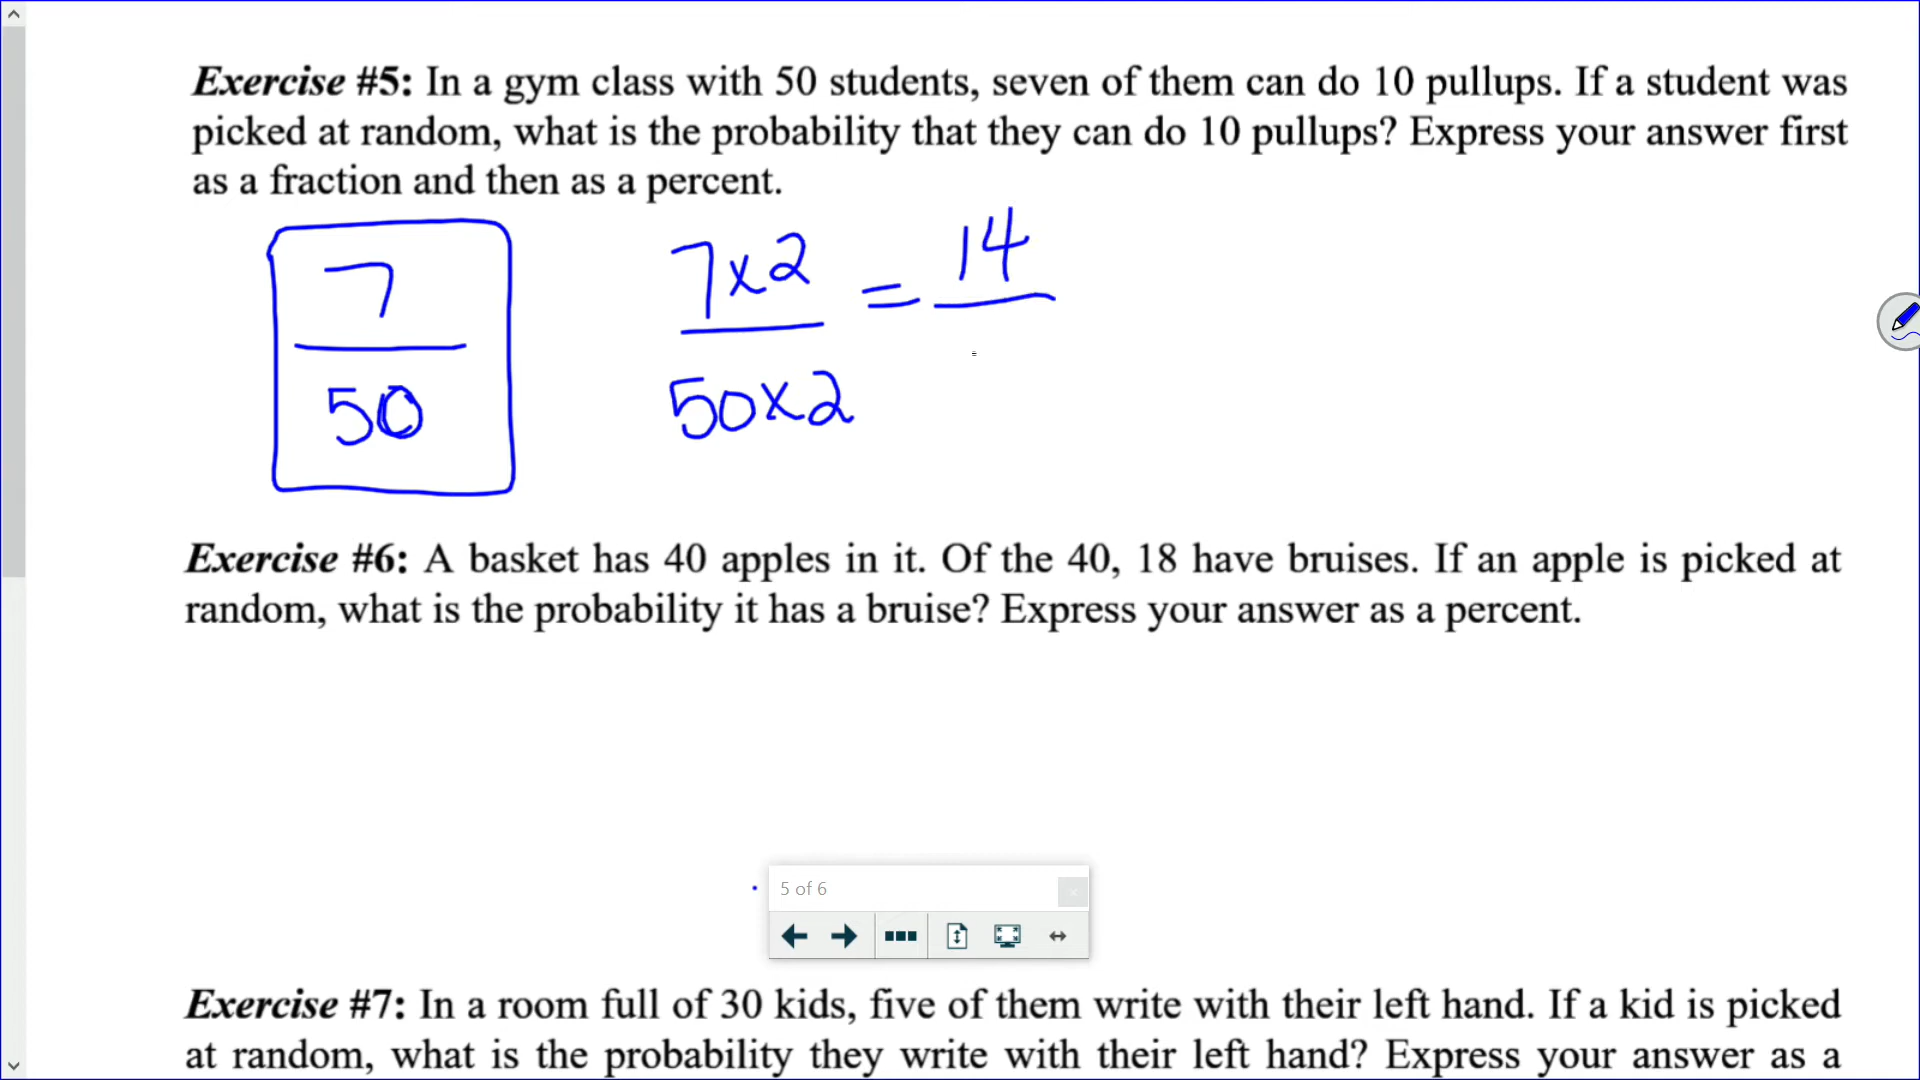 Exercise #5: In a gym class with 50 students, seven of them can do 10 pullups. If a student was
picked at random, what is the probability that they can do 10 pullups? Express your answer first
as a fraction and then as a percent.
7
50
7x2 = 14
50x2
Exercise #6: A basket has 40 apples in it. Of the 40, 18 have bruises. If an apple is picked at
random, what is the probability it has a bruise? Express your answer as a percent.
5 of 6
Exercise #7: In a room full of 30 kids, five of them write with their left hand. If a kid is picked
at random, what is the probability they write with their left hand? Express your answer as a